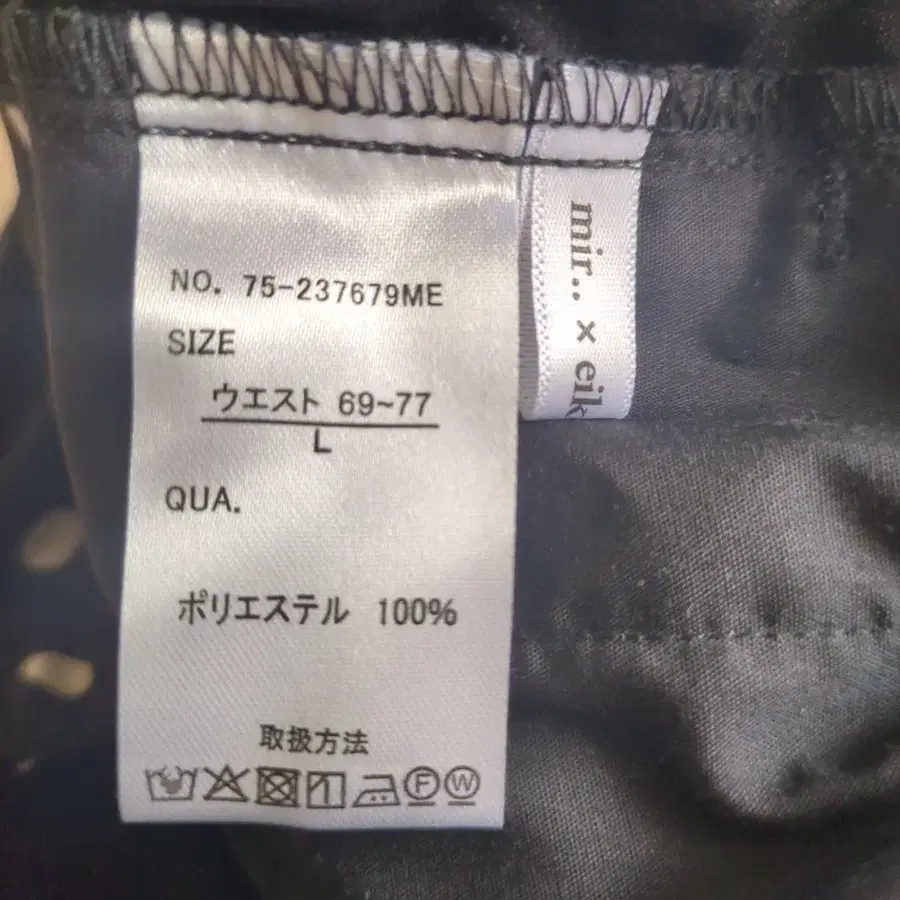 NO. 75-237679ME
SIZE
ウエスト 69~77
L
QUA.
ポリエステル 100%
取扱方法
F W
mir.. × eik